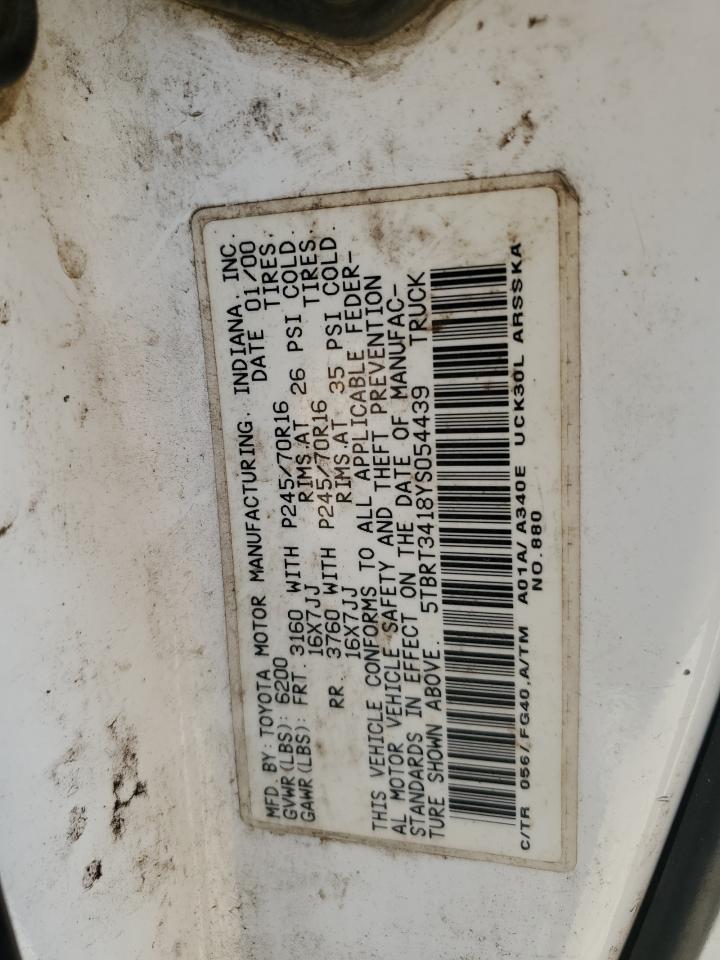 MFD. BY: TOYOTA MOTOR MANUFACTURING, INDIANA, INC.
GVWR(LBS): 6200 DATE 01/00
GAWR(LBS): FRT. 3160 WITH P245/70R16 TIRES,
16X7JJ RIMS,AT 26 PSI COLD.
RR. 3760 WITH P245/70R16 TIRES,
16X7JJ RIMS,AT 35 PSI COLD.
THIS VEHICLE CONFORMS TO ALL APPLICABLE FEDER-
AL MOTOR VEHICLE SAFETY AND THEFT PREVENTION
STANDARDS IN EFFECT ON THE DATE OF MANUFAC-
TURE SHOWN ABOVE. 5TBRT3418YS054439 TRUCK
C/TR 056/ FG40,A/TM A01A/ A340E UCK30L ARSSKA
NO.880